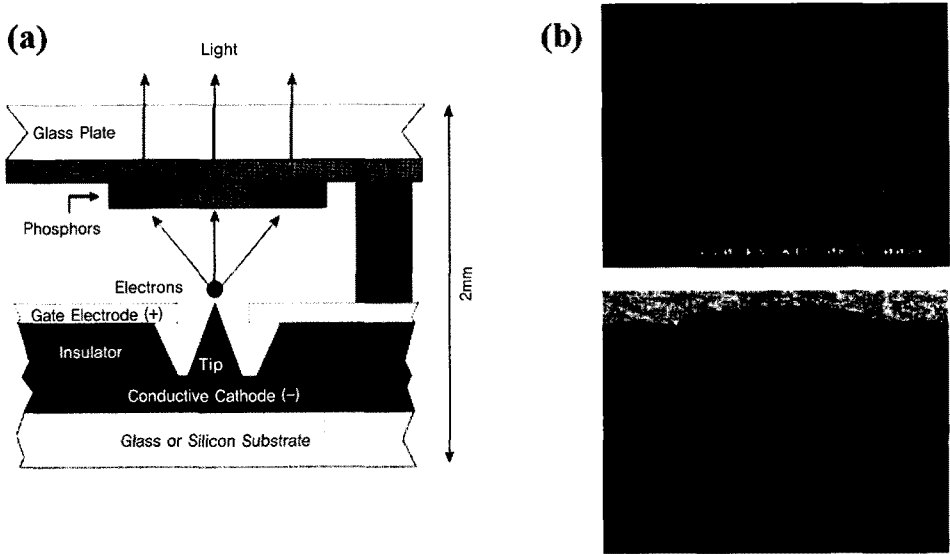 (a)
Light
Glass Plate
Phosphors
Electrons
Gate Electrode (+)
Insulator
Tip
Conductive Cathode (-)
Glass or Silicon Substrate
2mm
(b)